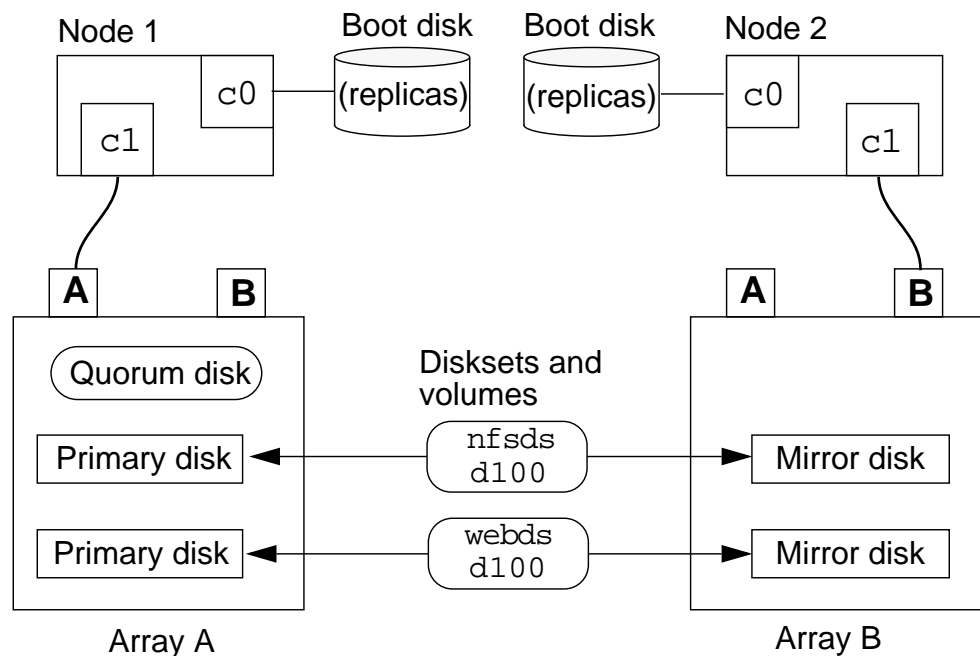 Node 1
Boot disk
Boot disk
Node 2
c0
(replicas)
(replicas)
c0
c1
c1
A
B
A
B
Quorum disk
Disksets and
volumes
Primary disk
nfsds
d100
Mirror disk
Primary disk
webds
d100
Mirror disk
Array A
Array B